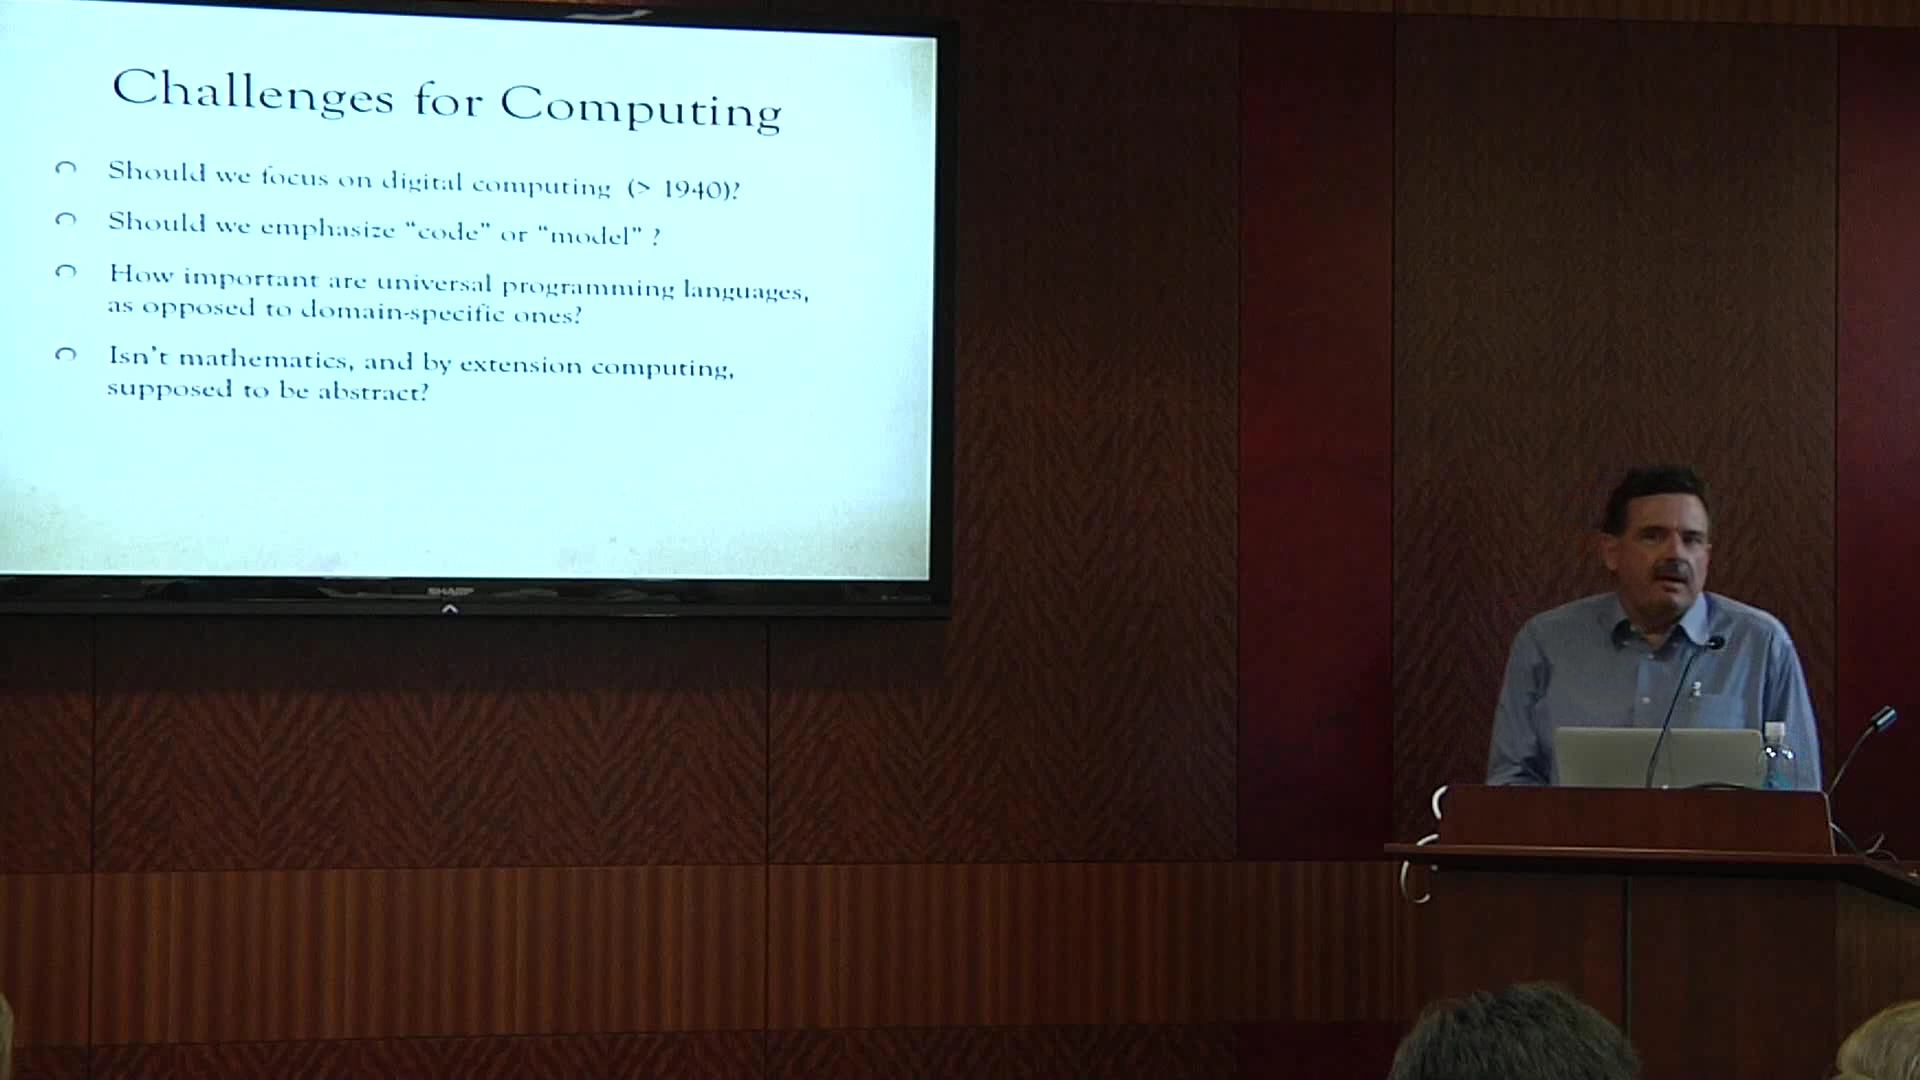 Challenges for Computing
Should we focus on digital computing (> 1940)?
Should we emphasize “code” or “model” ?
How important are universal programming languages,
as opposed to domain-specific ones?
Isn’t mathematics, and by extension computing,
supposed to be abstract?
SHARP